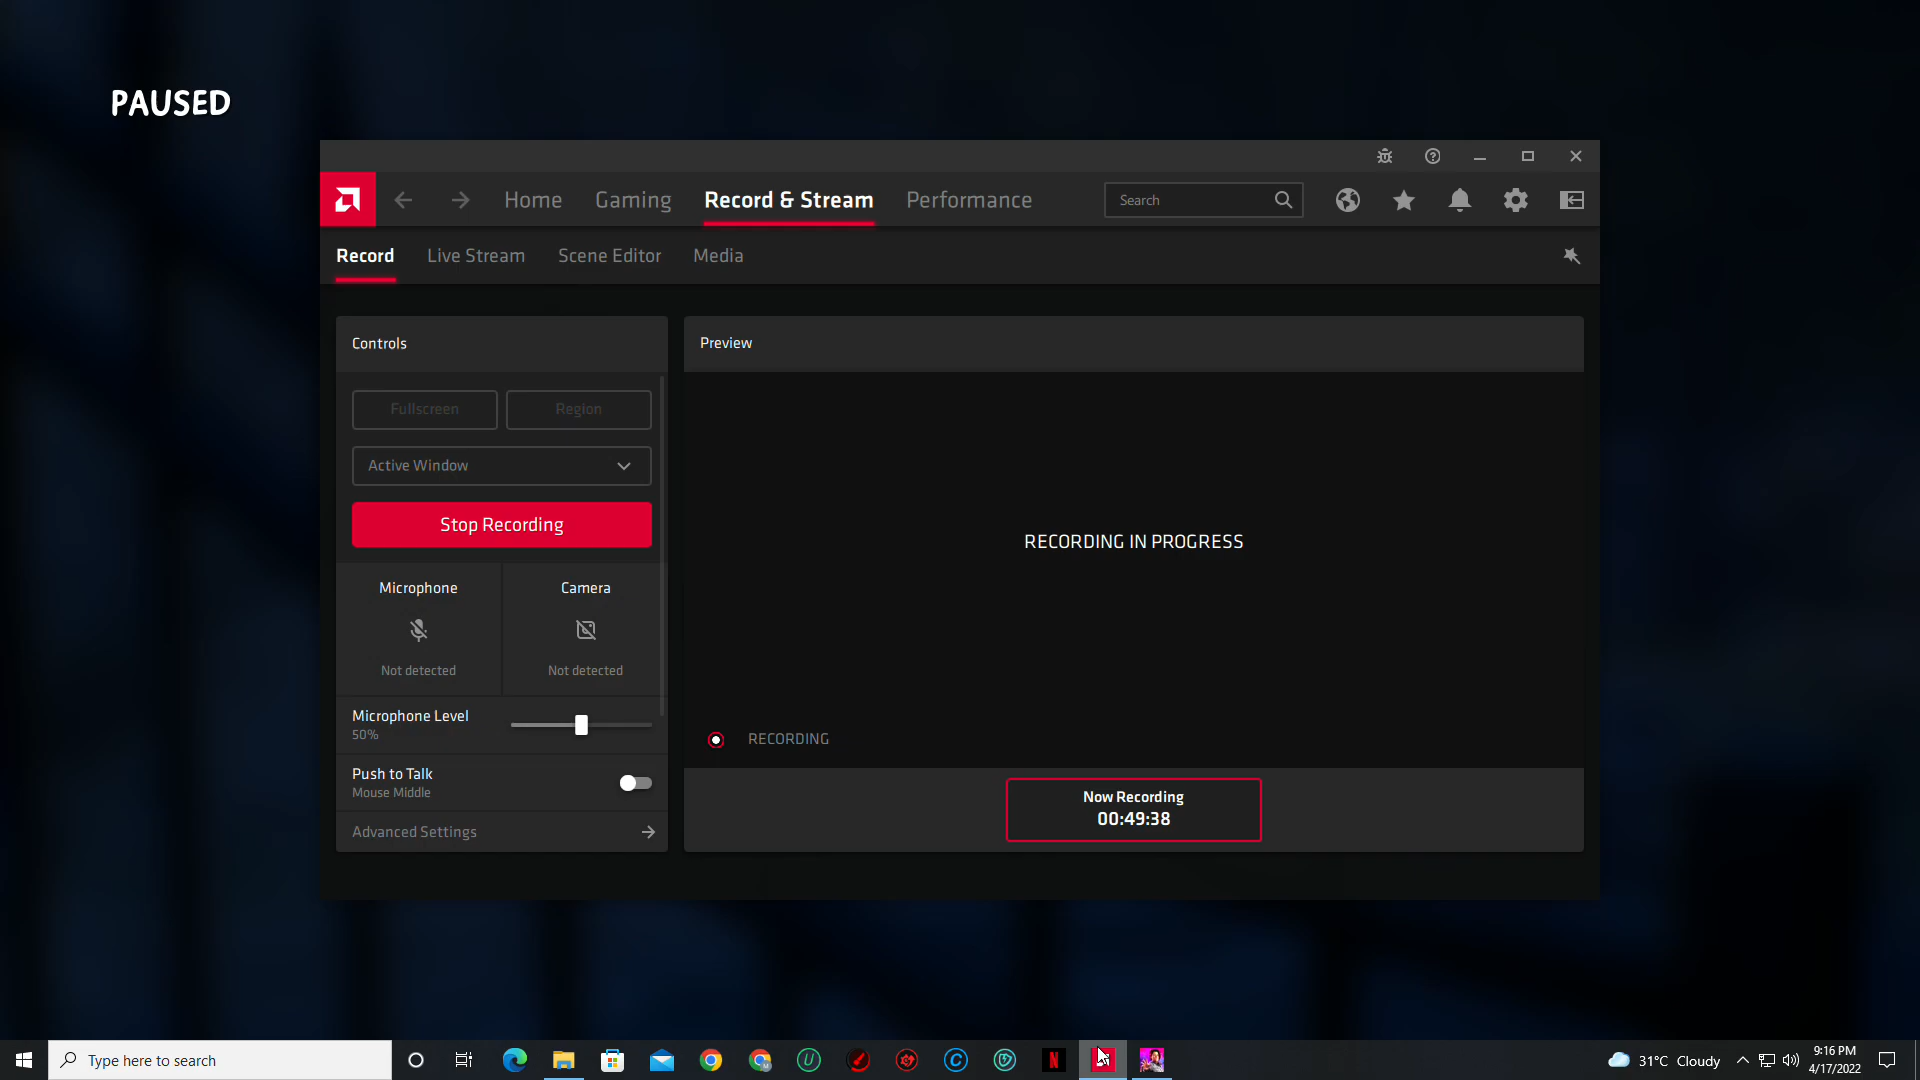 PAUSED
Home Gaming Record & Stream Performance Search
Record Live Stream Scene Editor Media
Controls
Fullscreen Region
Active Window
Stop Recording
Microphone Camera
Not detected Not detected
Microphone Level
50%
Push to Talk
Mouse Middle
Advanced Settings
Preview
RECORDING IN PROGRESS
RECORDING
Now Recording
00:49:38
Type here to search
31°C Cloudy
9:16 PM
4/17/2022